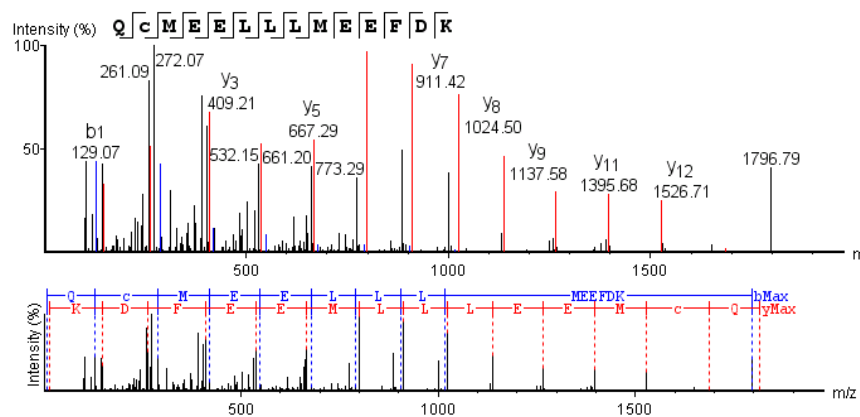 Intensity (%)
Q c M E E L L L M E E F D K
100
50
b1
129.07
261.09
272.07
y3
409.21
532.15
661.20
y5
667.29
773.29
y7
911.42
y8
1024.50
y9
1137.58
y11
1395.68
y12
1526.71
1796.79
500
1000
1500
m
Intensity (%)
Q c M E E L L L MEEFDK bMax
K D F E E M L L L E E M c Q yMax
500
1000
1500
m/z